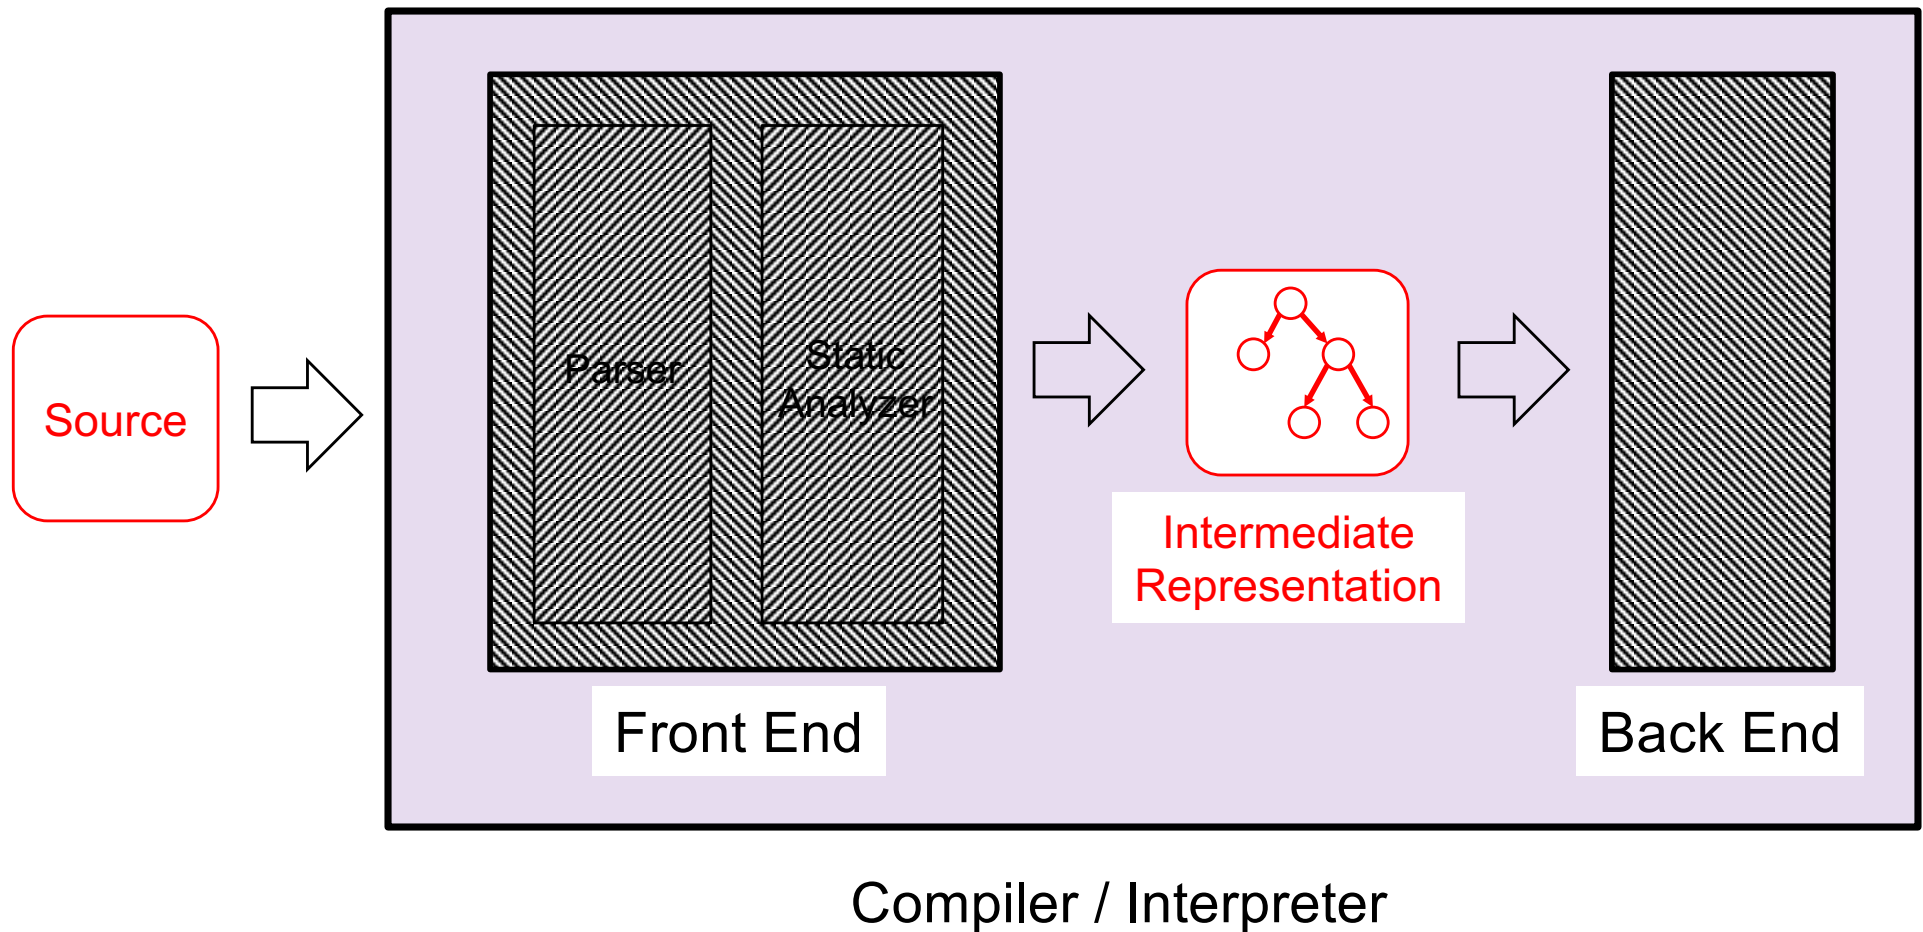 Source
Parser
Static
Analyzer
Intermediate
Representation
Front End
Back End
Compiler / Interpreter